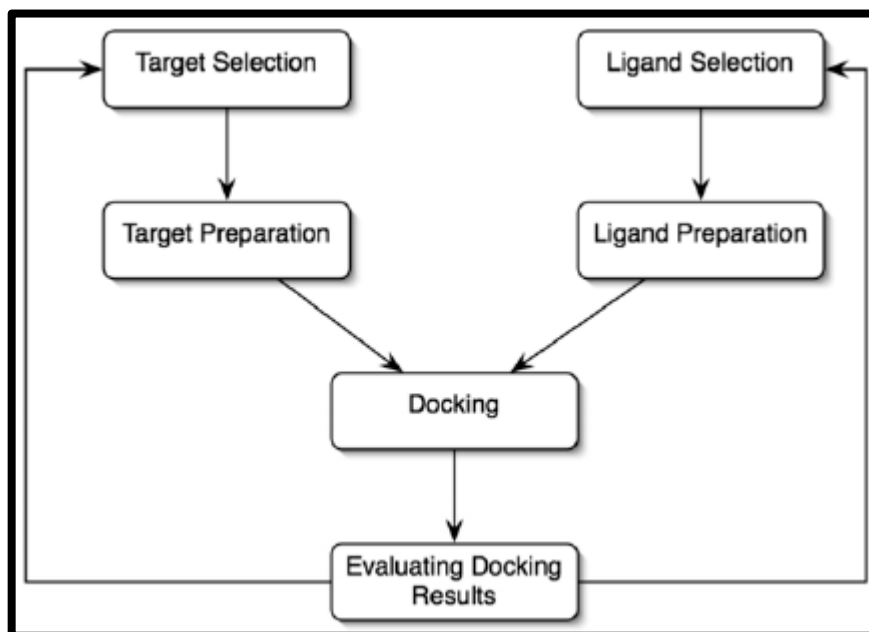 Target Selection
Ligand Selection
Target Preparation
Ligand Preparation
Docking
Evaluating Docking
Results